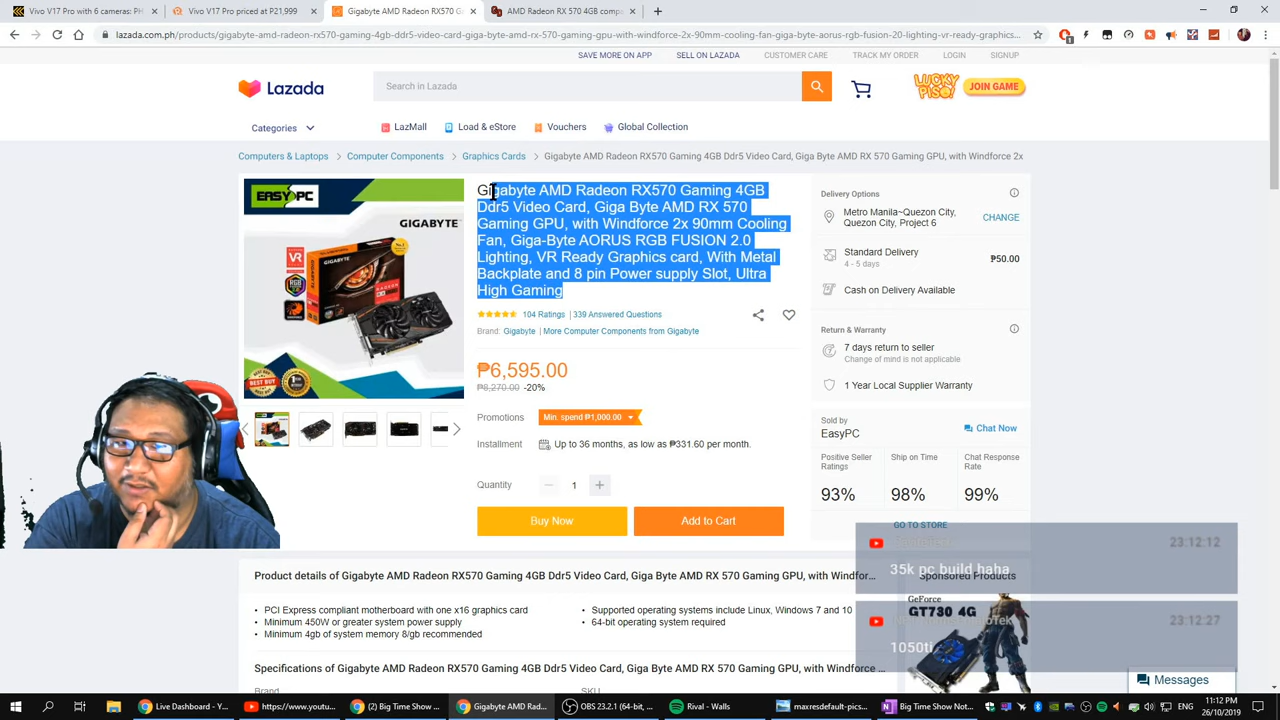 Vivo V17 Pro with 6 cameras: PH
Vivo V17 Pro priced at P21,999
Gigabyte AMD Radeon RX570 Ga
AMD Radeon RX 570 4GB comp
lazada.com.ph/products/gigabyte-amd-radeon-rx570-gaming-4gb-ddr5-video-card-giga-byte-amd-rx-570-gaming-gpu-with-windforce-2x-90mm-cooling-fan-giga-byte-aorus-rgb-fusion-20-lighting-vr-ready-graphics...
SAVE MORE ON APP
SELL ON LAZADA
CUSTOMER CARE
TRACK MY ORDER
LOGIN
SIGNUP
Lazada
Search in Lazada
LUCKY PISO
JOIN GAME
Categories
LazMall
Load & eStore
Vouchers
Global Collection
Computers & Laptops
Computer Components
Graphics Cards
Gigabyte AMD Radeon RX570 Gaming 4GB Ddr5 Video Card, Giga Byte AMD RX 570 Gaming GPU, with Windforce 2x
EASY PC
GIGABYTE
Gigabyte AMD Radeon RX570 Gaming 4GB
Ddr5 Video Card, Giga Byte AMD RX 570
Gaming GPU, with Windforce 2x 90mm Cooling
Fan, Giga-Byte AORUS RGB FUSION 2.0
Lighting, VR Ready Graphics card, With Metal
Backplate and 8 pin Power supply Slot, Ultra
High Gaming
104 Ratings
339 Answered Questions
Brand: Gigabyte | More Computer Components from Gigabyte
₱6,595.00
₱8,270.00 -20%
Promotions
Min. spend ₱1,000.00
Installment
Up to 36 months, as low as ₱331.60 per month.
Quantity
1
Buy Now
Add to Cart
Delivery Options
Metro Manila~Quezon City,
Quezon City, Project 6
CHANGE
Standard Delivery
₱50.00
4 - 5 days
Cash on Delivery Available
Return & Warranty
7 days return to seller
Change of mind is not applicable
1 Year Local Supplier Warranty
Sold by
EasyPC
Chat Now
Positive Seller
Ratings
Ship on Time
Chat Response
Rate
93%
98%
99%
GO TO STORE
23:12:12
35k pc build haha
Sponsored Products
23:12:27
1050ti
GeForce
GT730 4G
Messages
Product details of Gigabyte AMD Radeon RX570 Gaming 4GB Ddr5 Video Card, Giga Byte AMD RX 570 Gaming GPU, with Windfor...
PCI Express compliant motherboard with one x16 graphics card
Minimum 450W or greater system power supply
Minimum 4gb of system memory 8/gb recommended
Supported operating systems include Linux, Windows 7 and 10
64-bit operating system required
Specifications of Gigabyte AMD Radeon RX570 Gaming 4GB Ddr5 Video Card, Giga Byte AMD RX 570 Gaming GPU, with Windforce ...
Brand
SKU
Live Dashboard - Y...
https://www.youtu...
(2) Big Time Show ...
Gigabyte AMD Rad...
OBS 23.2.1 (64-bit, ...
Rival - Walls
maxresdefault-pics...
Big Time Show Not...
ENG
11:12 PM
26/10/2019